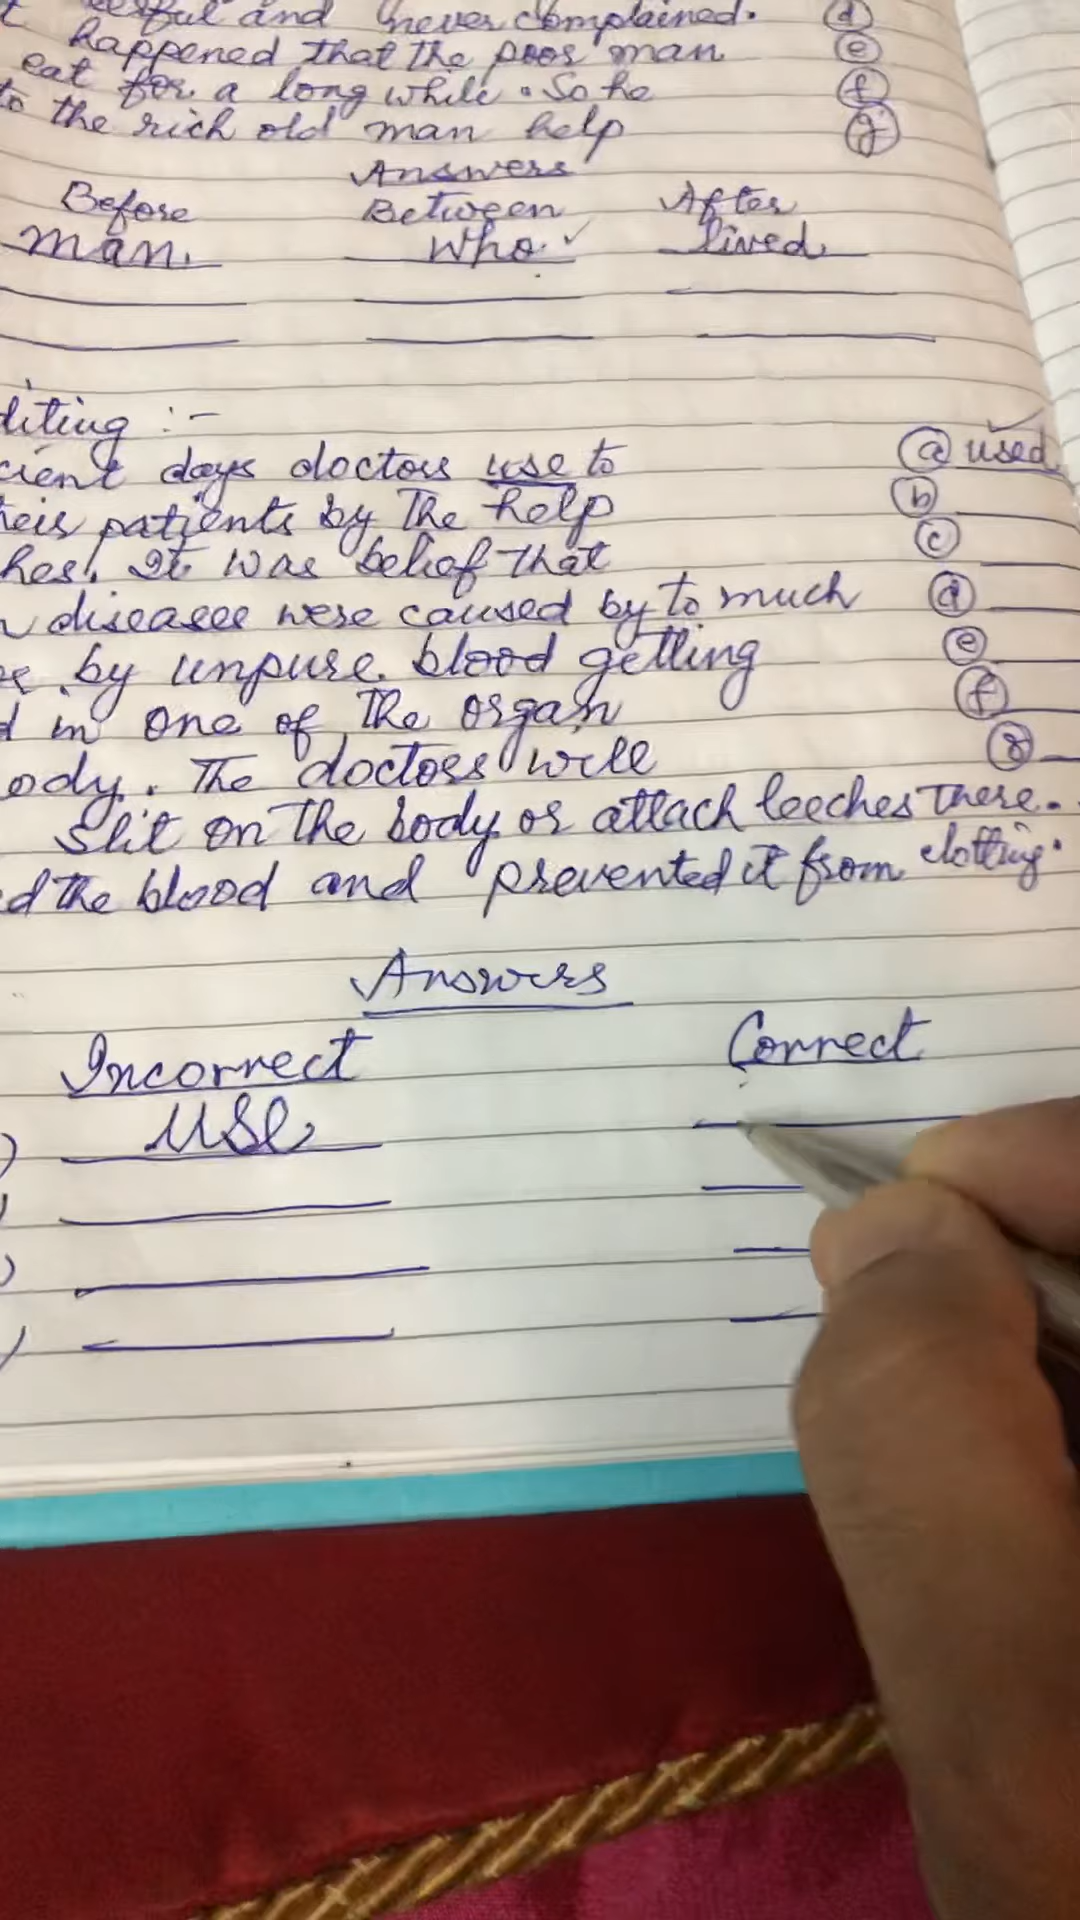 and never complained. (d)
happened that the poor man (e)
eat for a long while. So he (f)
to the rich old man help (g)
Answers
Before Between After
man. who. ✓ lived
diting :-
cient days doctors use to (a) used
heir patients by the help (b)
hes. It was belief that (c)
n diseases were caused by to much (d)
by unpure blood getting (e)
d in one of the organ (f)
ody. The doctors will (g)
slit on the body or attach leeches there.
ed the blood and prevented it from clotting.
Answers
Incorrect Correct
use